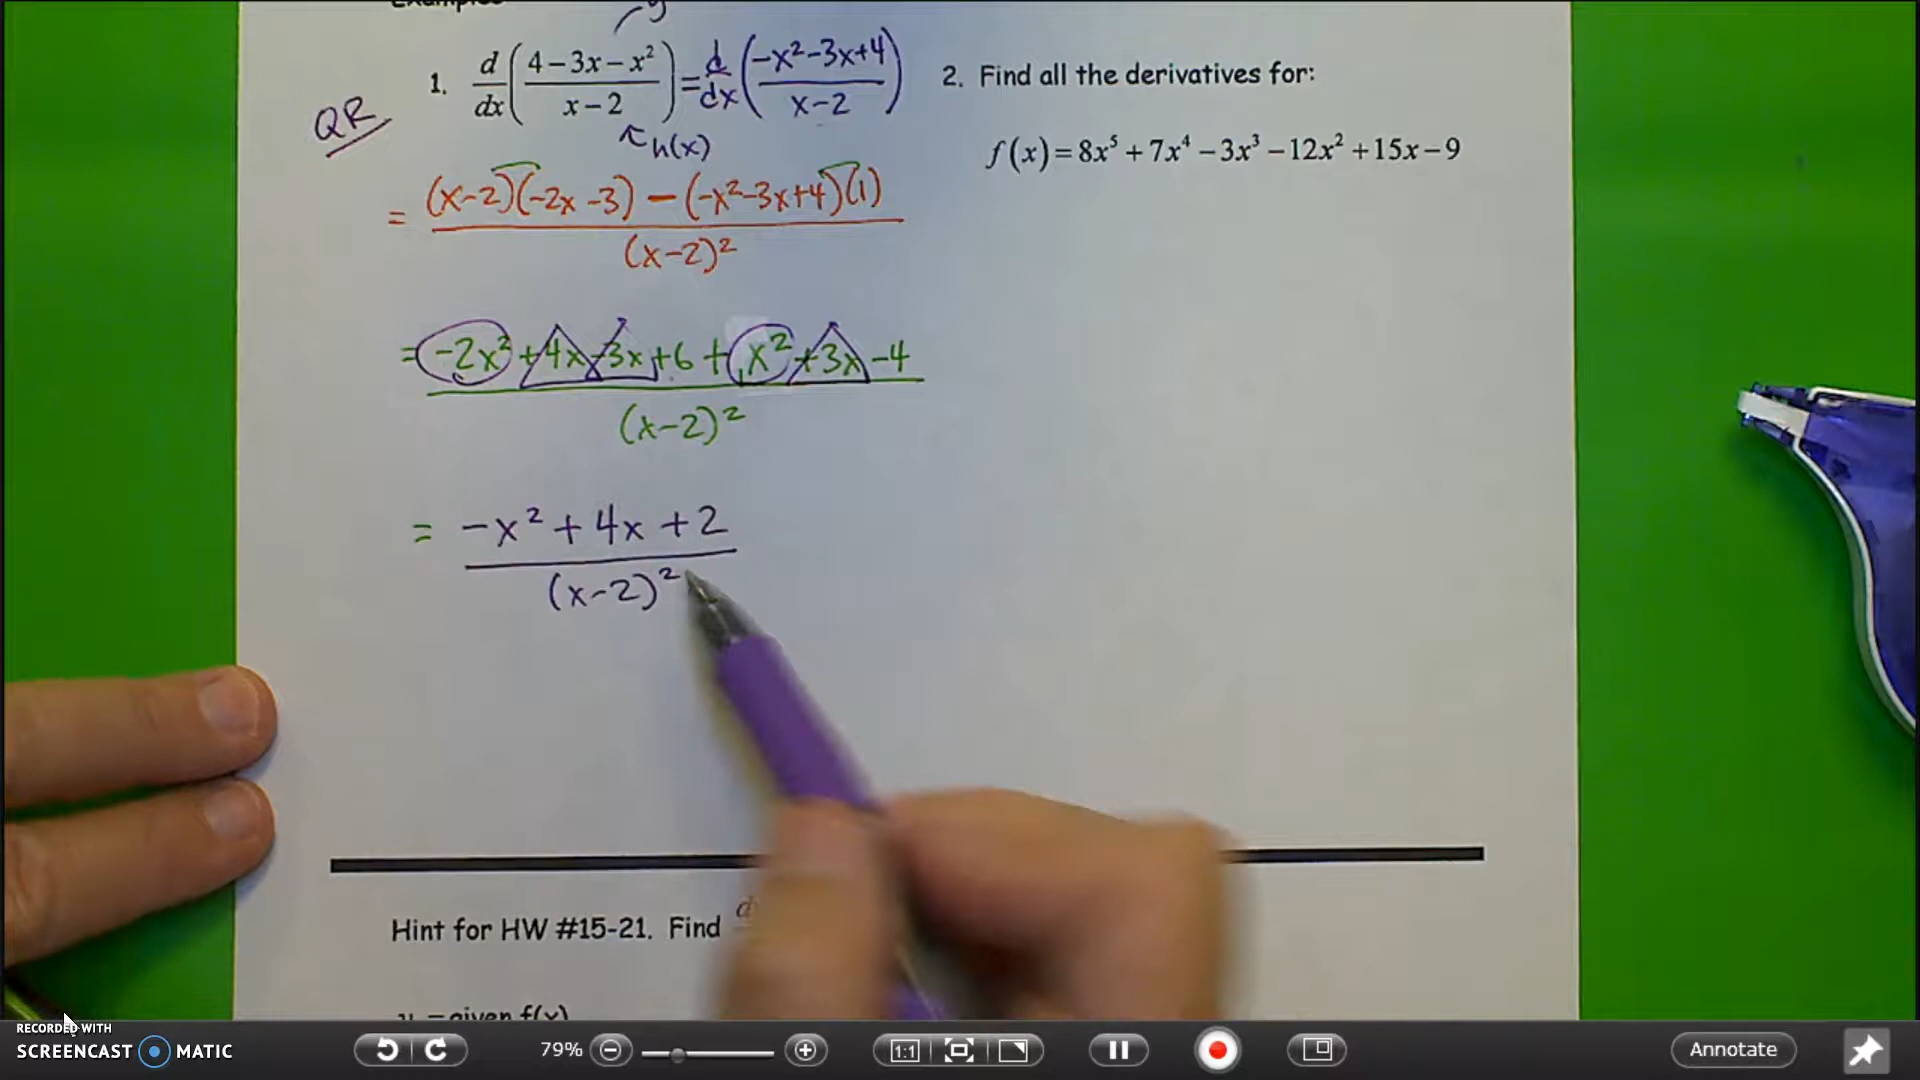 Examples
1. d/dx((4 − 3x − x²)/(x − 2)) = d/dx((-x²-3x+4)/(x-2))
QR
h(x)
= ((x-2)(-2x-3) - (-x²-3x+4)(1))/(x-2)²
= (-2x²+4x-3x+6+x²+3x-4)/(x-2)²
= (-x²+4x+2)/(x-2)²
2. Find all the derivatives for:
f(x) = 8x⁵ + 7x⁴ − 3x³ − 12x² + 15x − 9
Hint for HW #15-21. Find
= given f(x)
RECORDED WITH
SCREENCAST MATIC
79%
1:1
Annotate